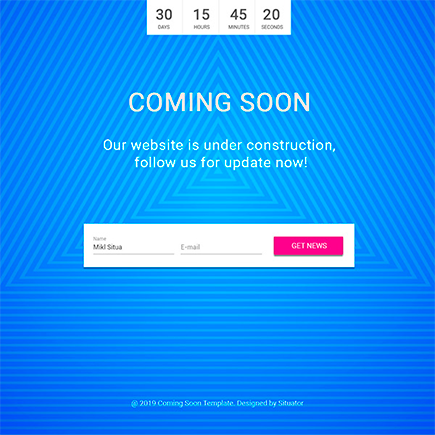 30 15 45 20
DAYS HOURS MINUTES SECONDS
COMING SOON
Our website is under construction,
follow us for update now!
Name
Mikl Situa E-mail GET NEWS
@ 2019 Coming Soon Template. Designed by Situator